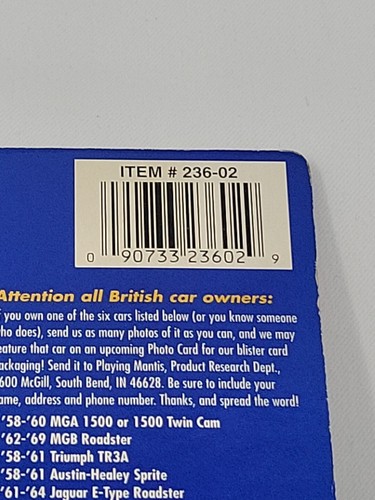 ITEM # 236-02
0 90733 23602 9
Attention all British car owners:
If you own one of the six cars listed below (or you know someone
who does), send us as many photos of it as you can, and we may
feature that car on an upcoming Photo Card for our blister card
packaging! Send it to Playing Mantis, Product Research Dept.,
3600 McGill, South Bend, IN 46628. Be sure to include your
name, address and phone number. Thanks, and spread the word!
'58-'60 MGA 1500 or 1500 Twin Cam
'62-'69 MGB Roadster
'58-'61 Triumph TR3A
'58-'61 Austin-Healey Sprite
'61-'64 Jaguar E-Type Roadster